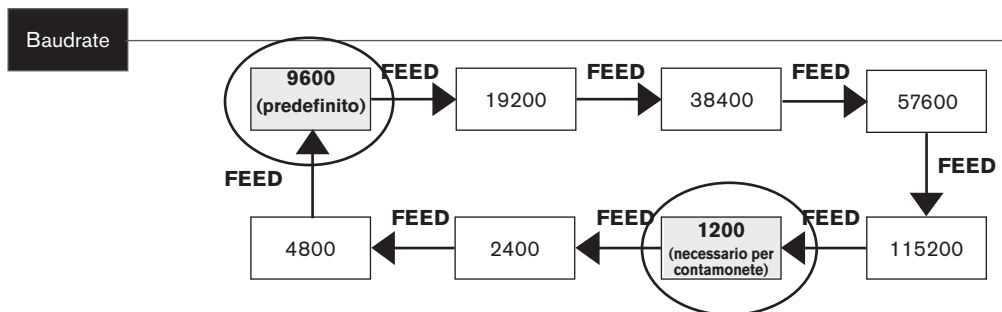 Baudrate
9600
(predefinito)
FEED
19200
FEED
38400
FEED
57600
FEED
115200
FEED
1200
(necessario per
contamonete)
FEED
2400
FEED
4800
FEED